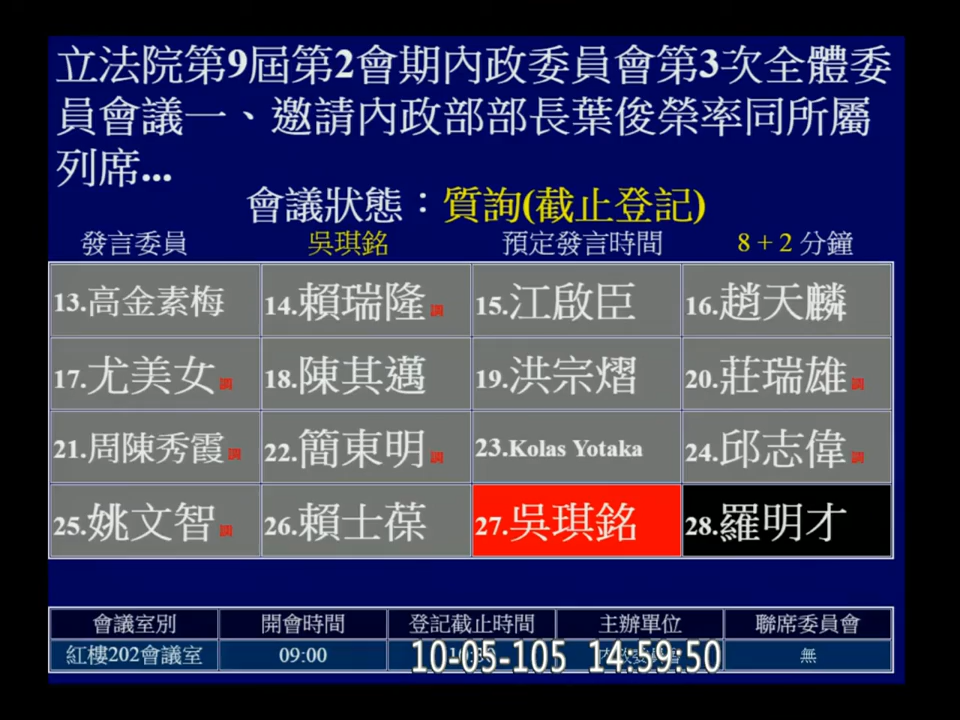 立法院第9屆第2會期內政委員會第3次全體委
員會議一、邀請內政部部長葉俊榮率同所屬
列席...
會議狀態：質詢(截止登記)
發言委員 吳琪銘 預定發言時間 8 + 2 分鐘
13.高金素梅 14.賴瑞隆調 15.江啟臣 16.趙天麟
17.尤美女調 18.陳其邁 19.洪宗熠 20.莊瑞雄調
21.周陳秀霞調 22.簡東明調 23.Kolas Yotaka 24.邱志偉調
25.姚文智調 26.賴士葆 27.吳琪銘 28.羅明才
會議室別 開會時間 登記截止時間 主辦單位 聯席委員會
紅樓202會議室 09:00 無
10-05-105 14:59:50